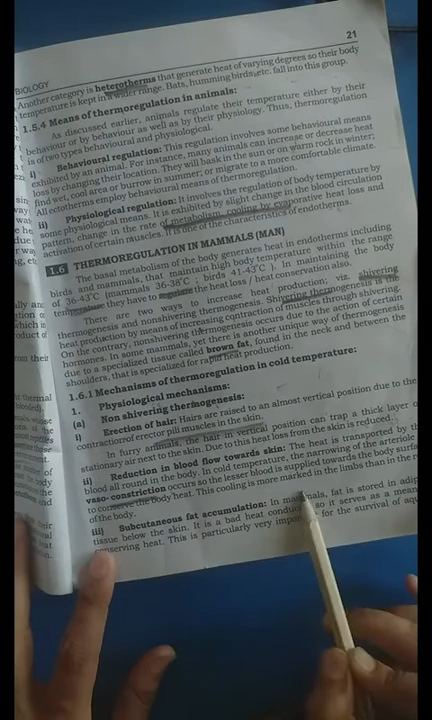 21
BIOLOGY
Another category is heterotherms that generate heat of varying degrees so their body
temperature is kept in a wider range. Bats, humming birds etc. fall into this group.
1.5.4 Means of thermoregulation in animals:
As discussed earlier, animals regulate their temperature either by their
behaviour or by behaviour as well as by their physiology. Thus, thermoregulation
is of two types behavioural and physiological.
i) Behavioural regulation: This regulation involves some behavioural means
exhibited by an animal. For instance, many animals can increase or decrease heat
loss by changing their location. They will bask in the sun or on warm rock in winter;
find wet, cool area or burrow in summer; or migrate to a more comfortable climate.
All ectotherms employ behavioural means of thermoregulation.
ii) Physiological regulation: It involves the regulation of body temperature by
some physiological means. It is exhibited by slight change in the blood circulation
pattern, change in the rate of metabolism, cooling by evaporative heat loss and
activation of certain muscles. It is one of the characteristics of endotherms.
1.6 THERMOREGULATION IN MAMMALS (MAN)
The basal metabolism of the body generates heat in endotherms including
birds and mammals, that maintain high body temperature within the range
of 36-43°C (mammals 36-38°C , birds 41-43°C ). In maintaining the body
temperature they have to regulate the heat loss / heat conservation also.
There are two ways to increase heat production; viz. shivering
thermogenesis and nonshivering thermogenesis. Shivering thermogenesis is the
heat production by means of increasing contraction of muscles through shivering.
On the contrary, nonshivering thermogenesis occurs due to the action of certain
hormones. In some mammals, yet there is another unique way of thermogenesis
due to a specialized tissue called brown fat, found in the neck and between the
shoulders, that is specialized for rapid heat production.
1.6.1 Mechanisms of thermoregulation in cold temperature:
1. Physiological mechanisms:
(a) Non shivering thermogenesis:
i) Erection of hair: Hairs are raised to an almost vertical position due to the
contraction of erector pili muscles in the skin.
In furry animals, the hair in vertical position can trap a thick layer
stationary air next to the skin. Due to this heat loss from the skin is reduced
ii) Reduction in blood flow towards skin: The heat is transported by
blood all round in the body. In cold temperature, the narrowing of the arteriole
vaso- constriction occurs so the lesser blood is supplied towards the body
to conserve the body heat. This cooling is more marked in the limbs than in the
of the body.
iii) Subcutaneous fat accumulation: In mammals, fat is stored in
tissue below the skin. It is a bad heat so it serves as a
conserving heat. This is particularly very for the survival of